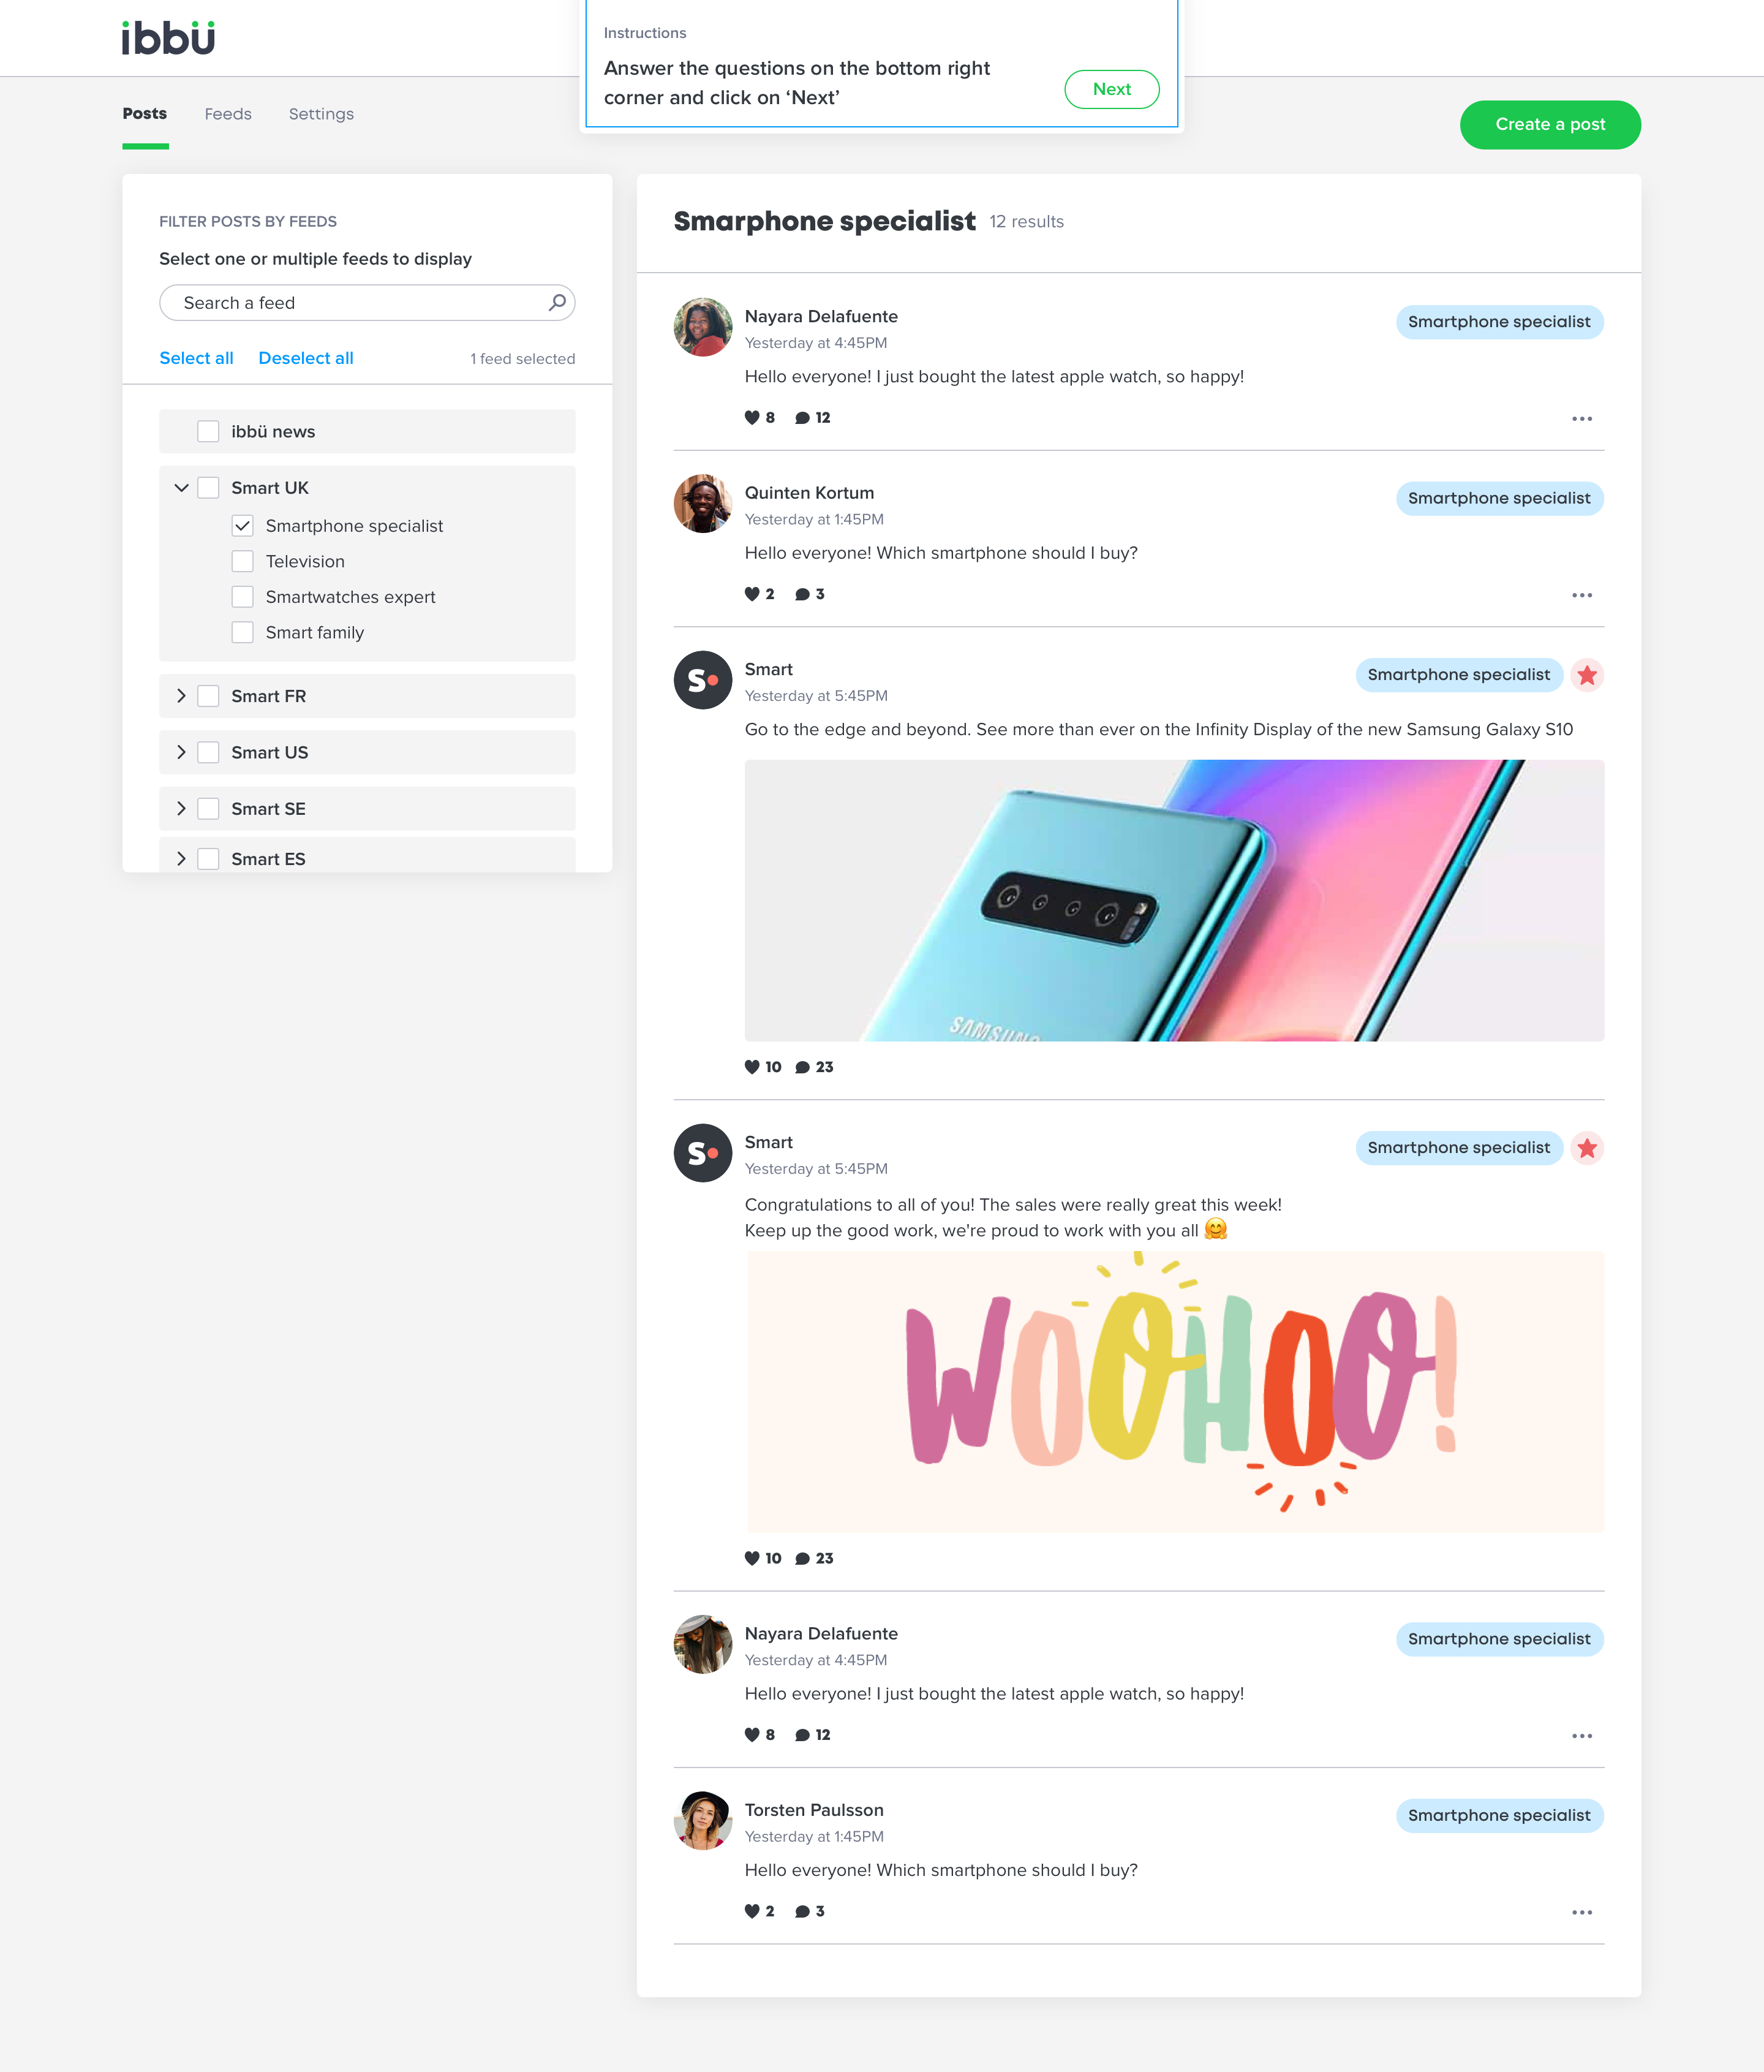 ibbü
Instructions
Answer the questions on the bottom right
corner and click on ‘Next’
Next
Posts
Feeds
Settings
Create a post
FILTER POSTS BY FEEDS
Select one or multiple feeds to display
Search a feed
Select all
Deselect all
1 feed selected
ibbü news
Smart UK
Smartphone specialist
Television
Smartwatches expert
Smart family
Smart FR
Smart US
Smart SE
Smart ES
Smarphone specialist 12 results
Nayara Delafuente
Smartphone specialist
Yesterday at 4:45PM
Hello everyone! I just bought the latest apple watch, so happy!
8 12
Quinten Kortum
Smartphone specialist
Yesterday at 1:45PM
Hello everyone! Which smartphone should I buy?
2 3
S
Smart
Smartphone specialist
Yesterday at 5:45PM
Go to the edge and beyond. See more than ever on the Infinity Display of the new Samsung Galaxy S10
SAMSUNG
10 23
S
Smart
Smartphone specialist
Yesterday at 5:45PM
Congratulations to all of you! The sales were really great this week!
Keep up the good work, we're proud to work with you all 🤗
WOOHOO!
10 23
Nayara Delafuente
Smartphone specialist
Yesterday at 4:45PM
Hello everyone! I just bought the latest apple watch, so happy!
8 12
Torsten Paulsson
Smartphone specialist
Yesterday at 1:45PM
Hello everyone! Which smartphone should I buy?
2 3